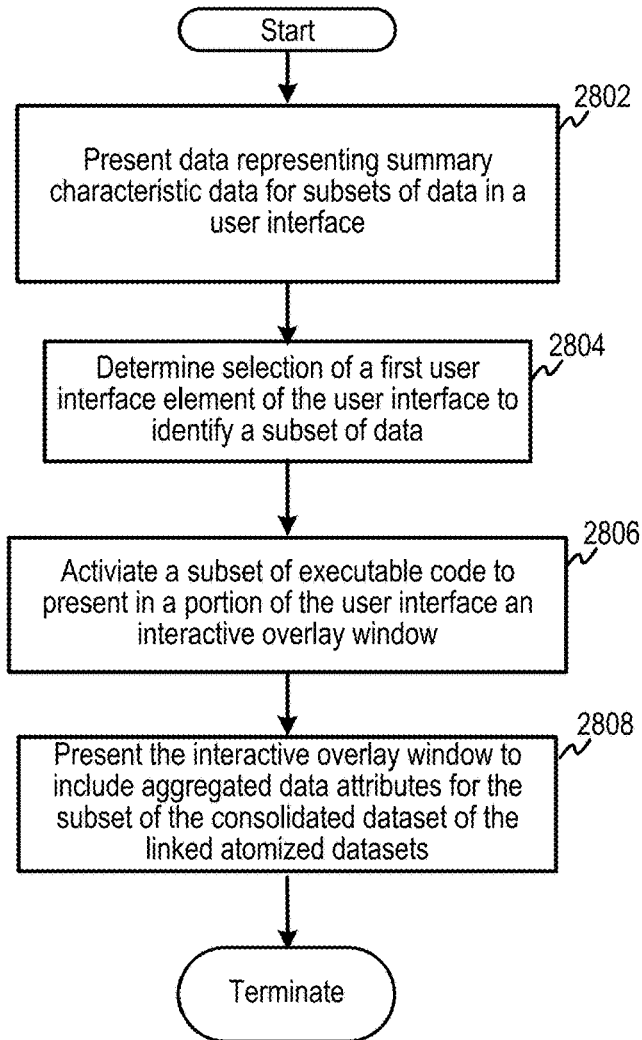 Start
2802
Present data representing summary
characteristic data for subsets of data in a
user interface
2804
Determine selection of a first user
interface element of the user interface to
identify a subset of data
2806
Activiate a subset of executable code to
present in a portion of the user interface an
interactive overlay window
2808
Present the interactive overlay window to
include aggregated data attributes for the
subset of the consolidated dataset of the
linked atomized datasets
Terminate